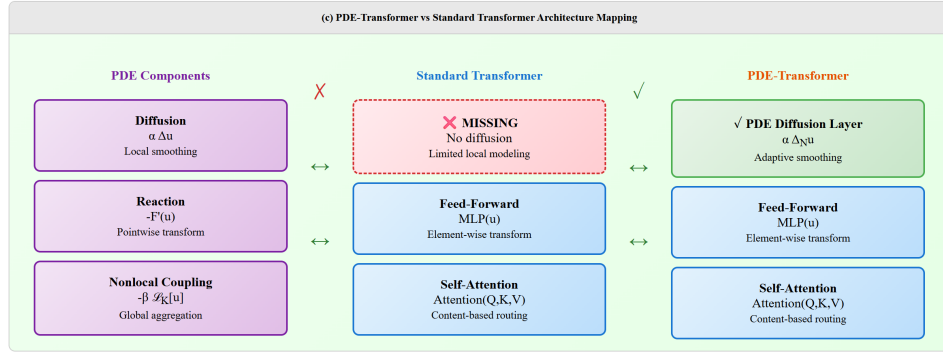 (c) PDE-Transformer vs Standard Transformer Architecture Mapping
PDE Components
✗
Standard Transformer
✓
PDE-Transformer
Diffusion
α Δu
Local smoothing
❌ MISSING
No diffusion
Limited local modeling
✓ PDE Diffusion Layer
α Δ_Nu
Adaptive smoothing
↔
↔
Reaction
-F'(u)
Pointwise transform
Feed-Forward
MLP(u)
Element-wise transform
Feed-Forward
MLP(u)
Element-wise transform
↔
↔
Nonlocal Coupling
-β ℒ_K[u]
Global aggregation
Self-Attention
Attention(Q,K,V)
Content-based routing
Self-Attention
Attention(Q,K,V)
Content-based routing